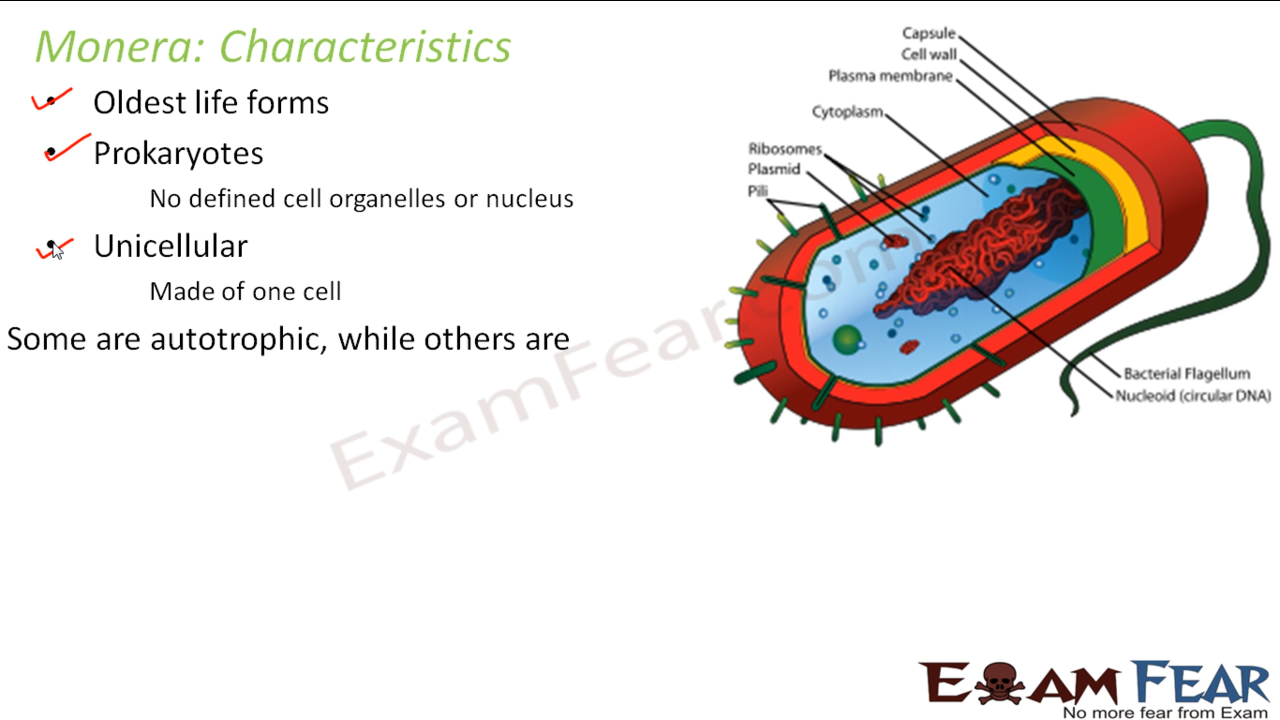 Monera: Characteristics
Oldest life forms
Prokaryotes
No defined cell organelles or nucleus
Unicellular
Made of one cell
Some are autotrophic, while others are
Capsule
Cell wall
Plasma membrane
Cytoplasm
Ribosomes
Plasmid
Pili
Bacterial Flagellum
Nucleoid (circular DNA)
ExamFear.com
EXAM FEAR
No more fear from Exam